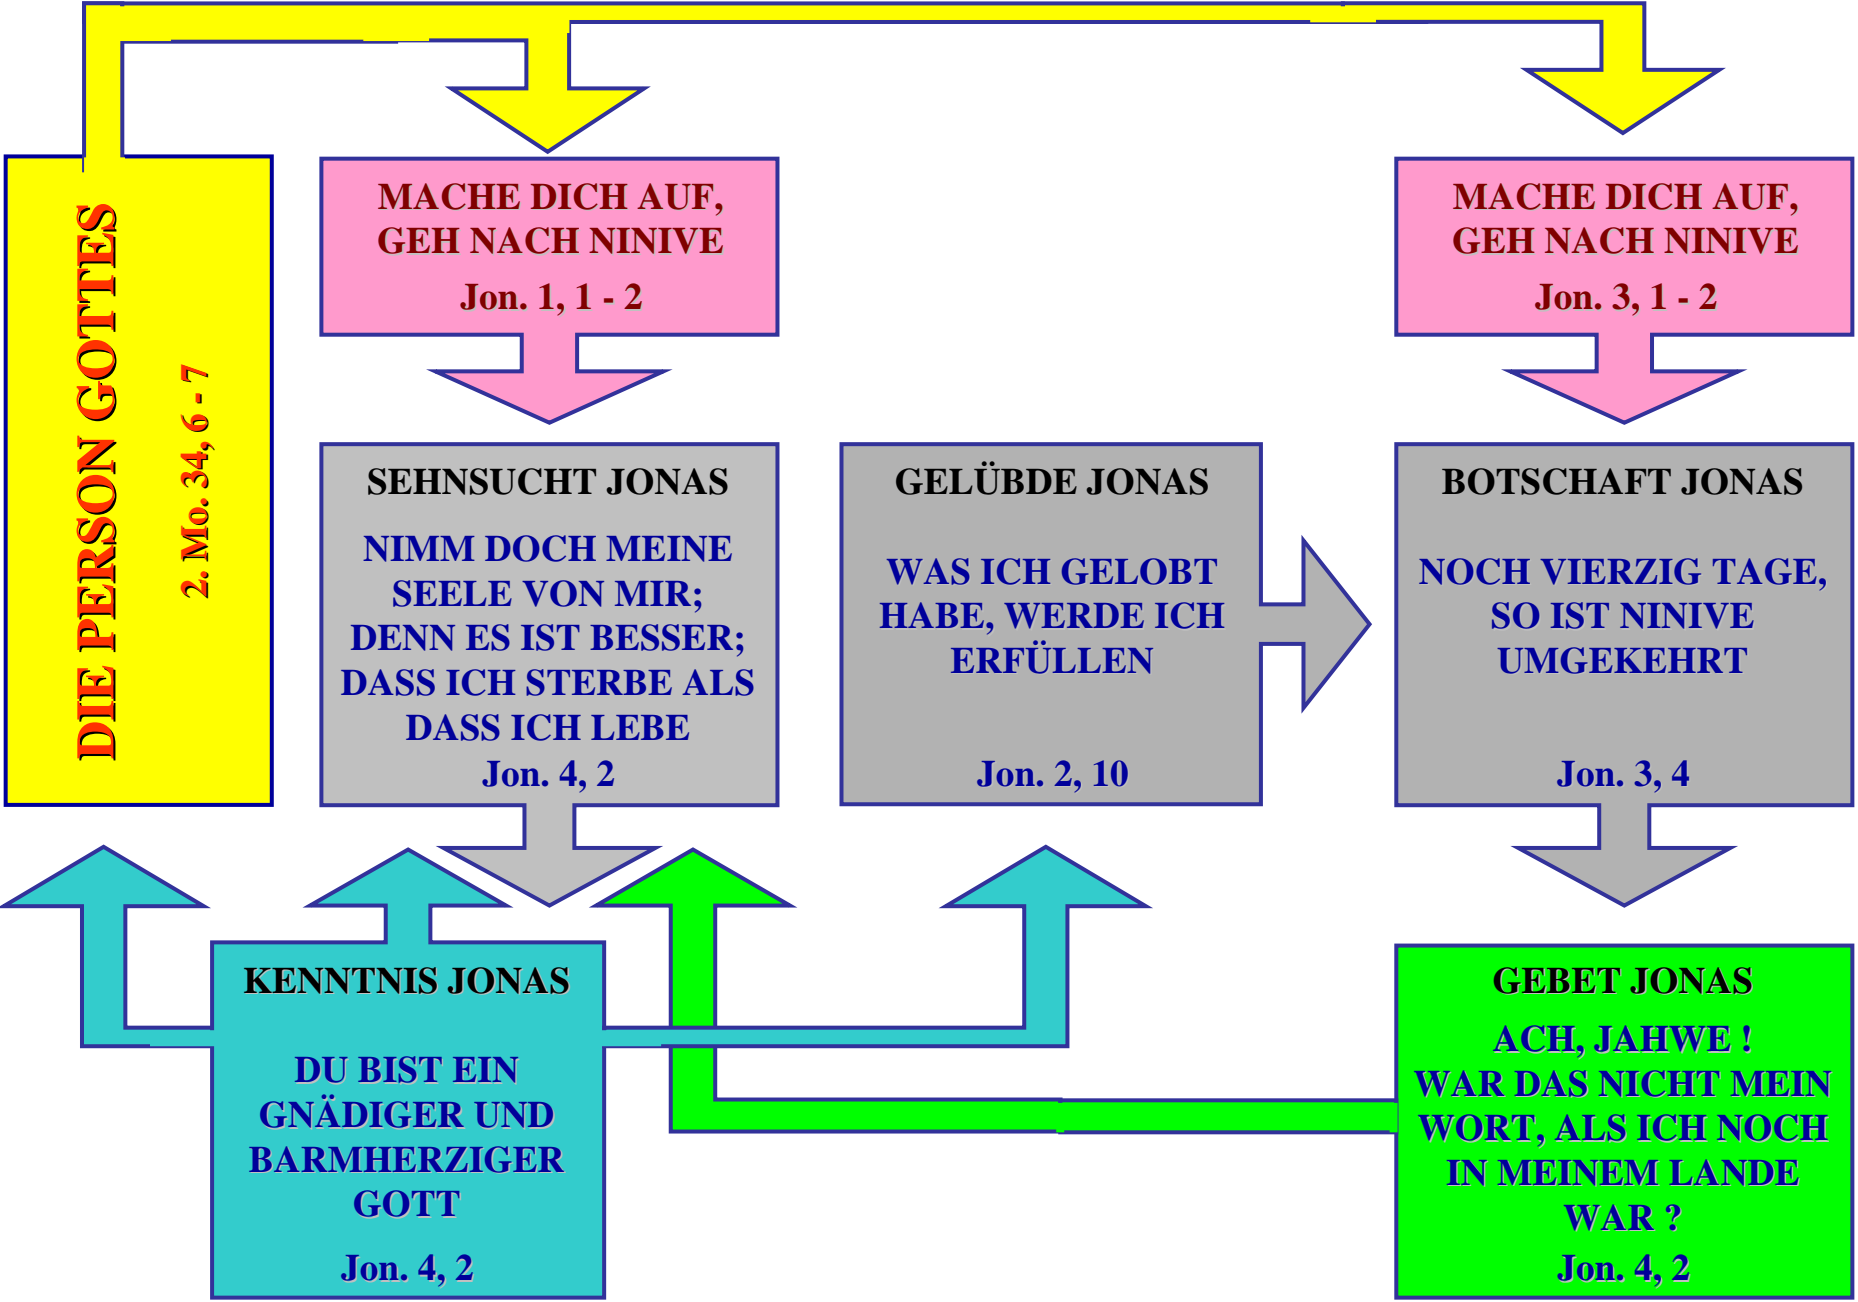 DIE PERSON GOTTES
2. Mo. 34, 6 - 7
MACHE DICH AUF,
GEH NACH NINIVE
Jon. 1, 1 - 2
MACHE DICH AUF,
GEH NACH NINIVE
Jon. 3, 1 - 2
SEHNSUCHT JONAS
NIMM DOCH MEINE
SEELE VON MIR;
DENN ES IST BESSER;
DASS ICH STERBE ALS
DASS ICH LEBE
Jon. 4, 2
GELÜBDE JONAS
WAS ICH GELOBT
HABE, WERDE ICH
ERFÜLLEN
Jon. 2, 10
BOTSCHAFT JONAS
NOCH VIERZIG TAGE,
SO IST NINIVE
UMGEKEHRT
Jon. 3, 4
KENNTNIS JONAS
DU BIST EIN
GNÄDIGER UND
BARMHERZIGER
GOTT
Jon. 4, 2
GEBET JONAS
ACH, JAHWE !
WAR DAS NICHT MEIN
WORT, ALS ICH NOCH
IN MEINEM LANDE
WAR ?
Jon. 4, 2